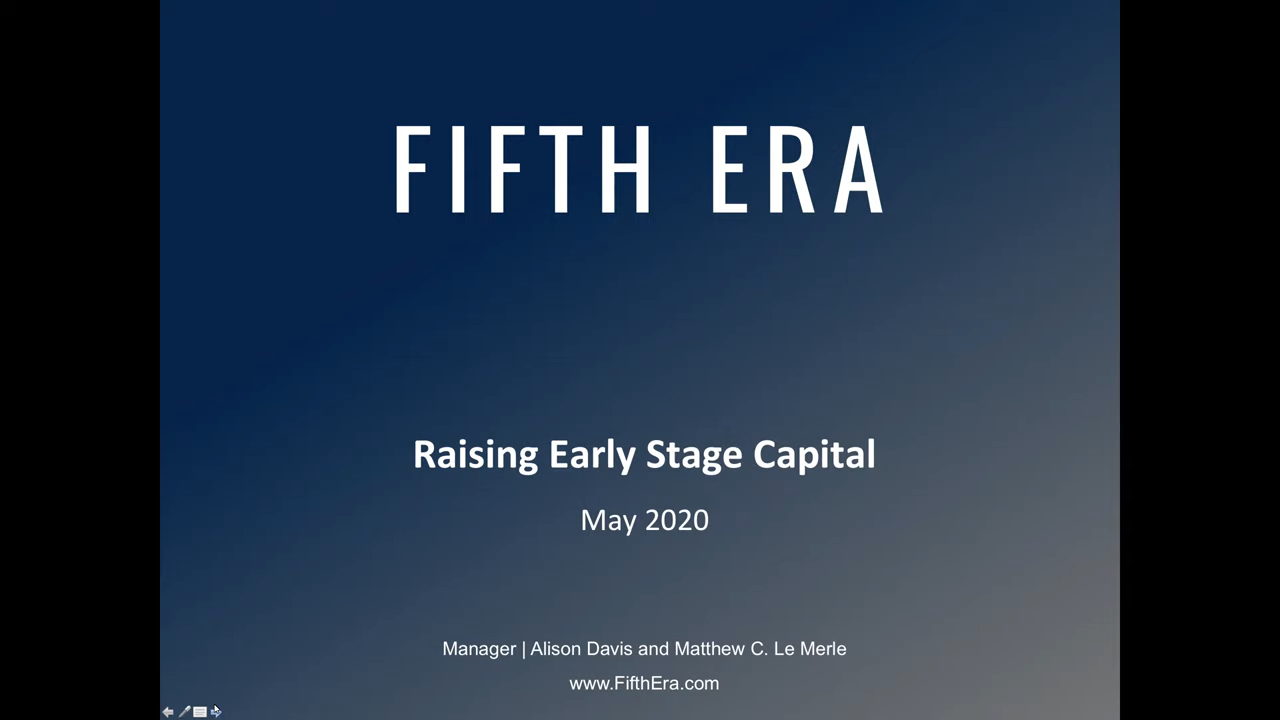 FIFTH ERA
Raising Early Stage Capital
May 2020
Manager | Alison Davis and Matthew C. Le Merle
www.FifthEra.com